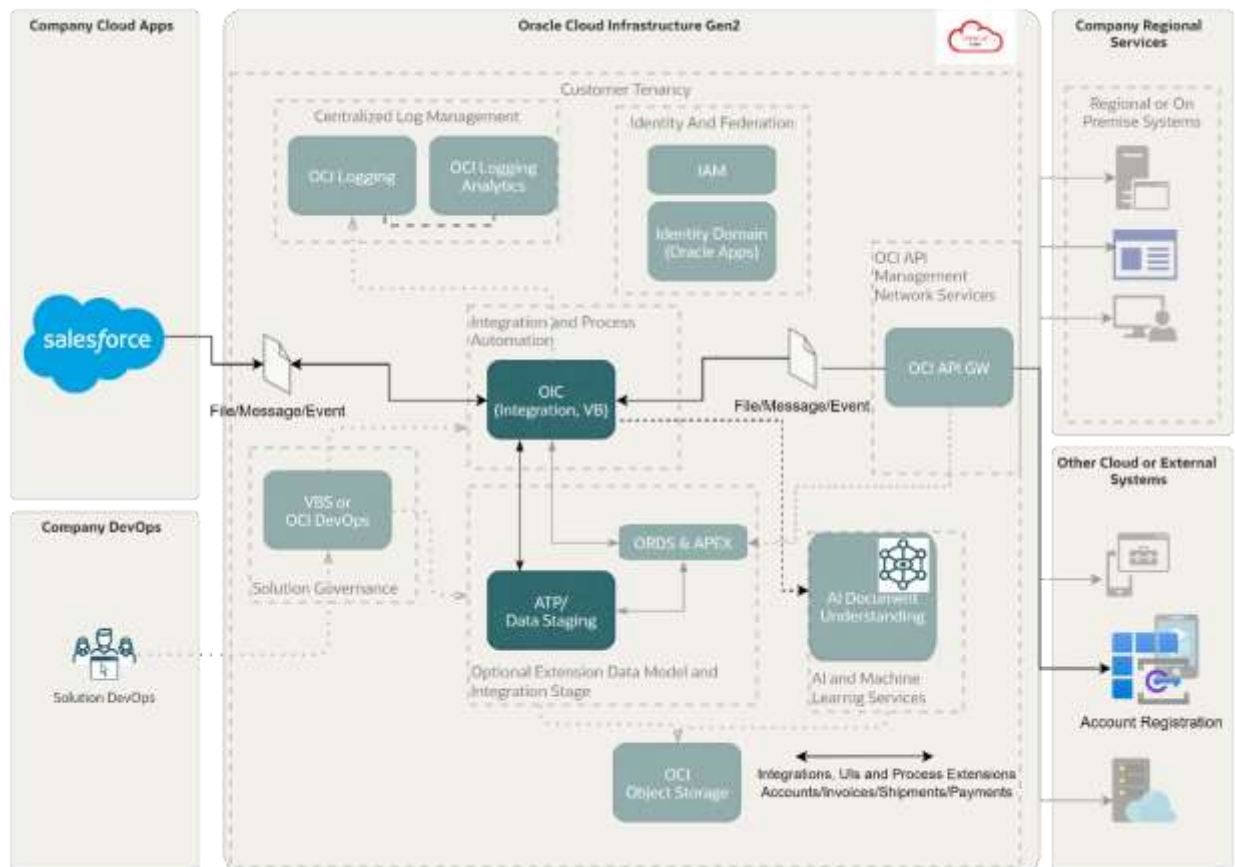 Company Cloud Apps
salesforce
File/Message/Event
Company DevOps
Solution DevOps
Oracle Cloud Infrastructure Gen2
Customer Tenancy
Centralized Log Management
OCI Logging
OCI Logging
Analytics
Identity And Federation
IAM
Identity Domain
(Oracle Apps)
OCI API
Management
Network Services
OCI API GW
Integration and Process
Automation
OIC
(Integration, VB)
File/Message/Event
VBS or
OCI DevOps
Solution Governance
ORDS & APEX
ATP/
Data Staging
Optional Extension Data Model and
Integration Stage
AI Document
Understanding
AI and Machine
Learnig Services
OCI
Object Storage
Integrations, UIs and Process Extensions
Accounts/Invoices/Shipments/Payments
Company Regional
Services
Regional or On
Premise Systems
Other Cloud or External
Systems
Account Registration